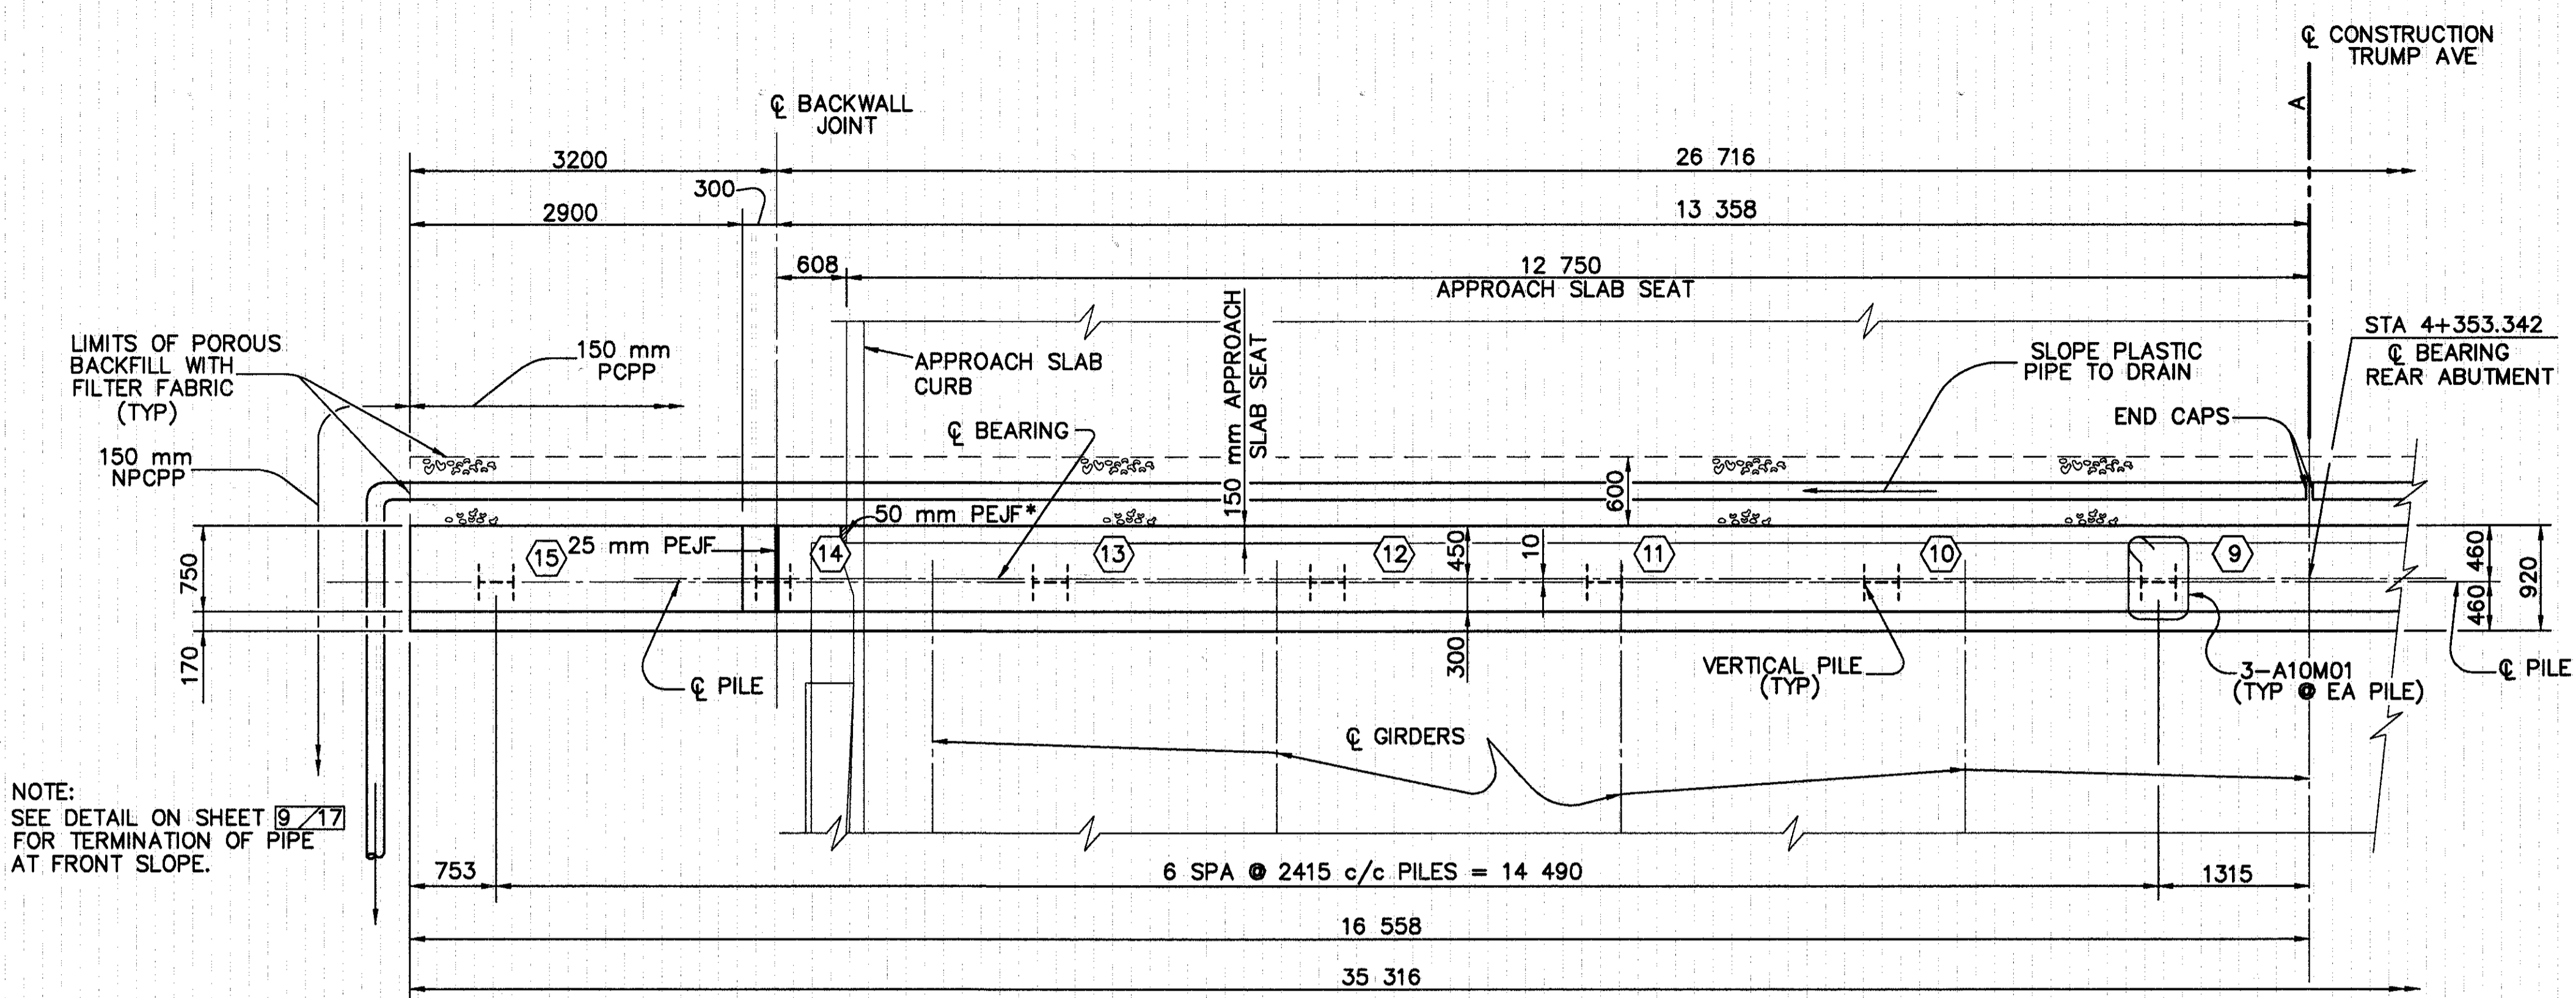 ℄ CONSTRUCTION
TRUMP AVE
A
℄ BACKWALL
JOINT
3200
26 716
300
2900
13 358
608
12 750
APPROACH SLAB SEAT
150 mm APPROACH
SLAB SEAT
LIMITS OF POROUS
BACKFILL WITH
FILTER FABRIC
(TYP)
150 mm
PCPP
APPROACH SLAB
CURB
SLOPE PLASTIC
PIPE TO DRAIN
STA 4+353.342
℄ BEARING
REAR ABUTMENT
END CAPS
℄ BEARING
150 mm
NPCPP
600
50 mm PEJF*
15
25 mm PEJF
14
13
12
11
10
9
450
10
460
920
460
750
170
300
℄ PILE
VERTICAL PILE
(TYP)
3-A10M01
(TYP @ EA PILE)
℄ PILE
℄ GIRDERS
NOTE:
SEE DETAIL ON SHEET 9/17
FOR TERMINATION OF PIPE
AT FRONT SLOPE.
753
6 SPA @ 2415 c/c PILES = 14 490
1315
16 558
35 316